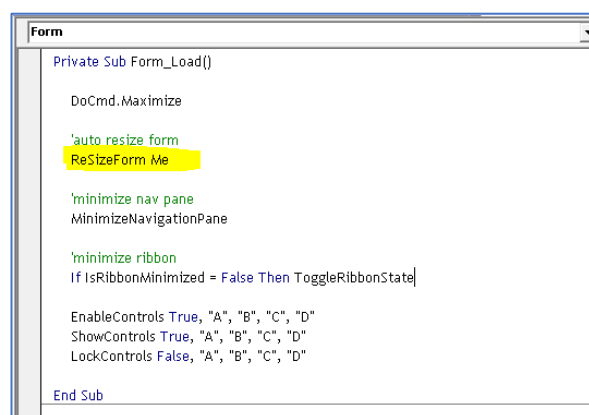 Form
Private Sub Form_Load()
DoCmd.Maximize
'auto resize form
ReSizeForm Me
'minimize nav pane
MinimizeNavigationPane
'minimize ribbon
If IsRibbonMinimized = False Then ToggleRibbonState
EnableControls True, "A", "B", "C", "D"
ShowControls True, "A", "B", "C", "D"
LockControls False, "A", "B", "C", "D"
End Sub